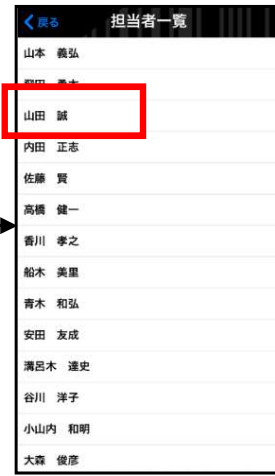 戻る 担当者一覧
山本 義弘
山田 誠
内田 正志
佐藤 賢
高橋 健一
香川 孝之
船木 美里
青木 和弘
安田 友成
溝呂木 達史
谷川 洋子
小山内 和明
大森 俊彦